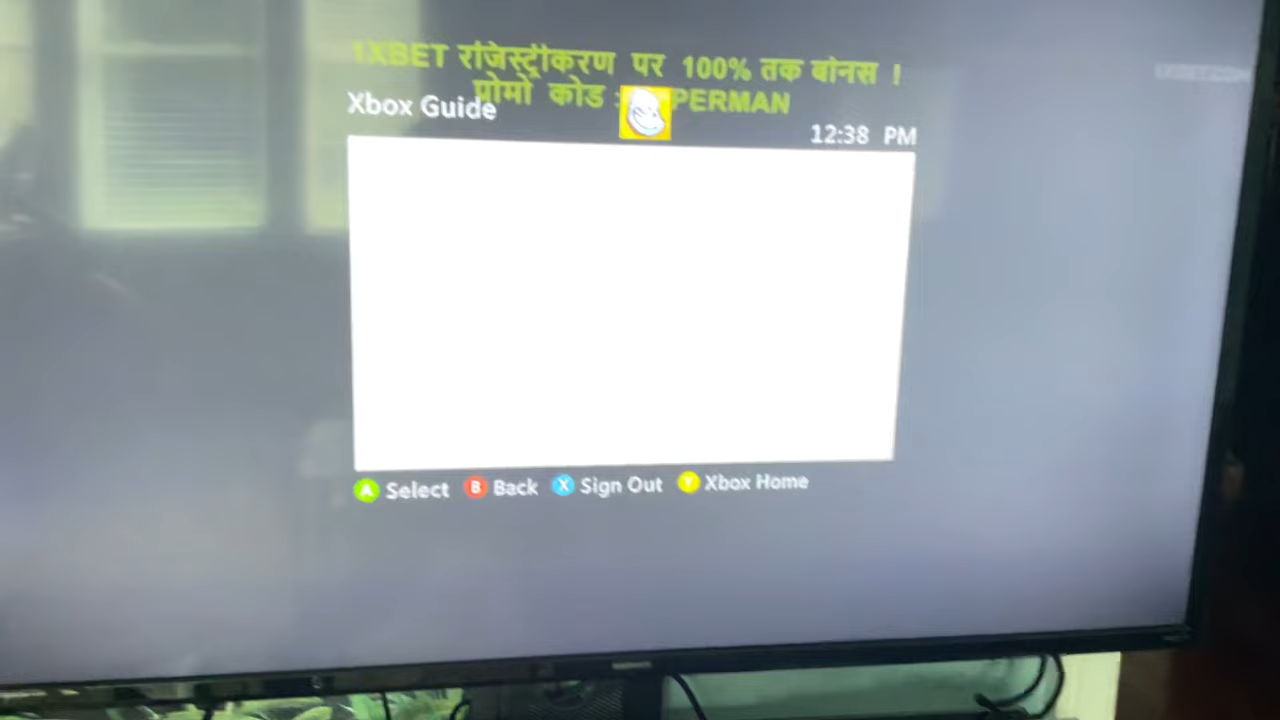 1XBET रजिस्ट्रीकरण पर 100% तक बोनस !
प्रोमो कोड : PERMAN
Xbox Guide
12:38 PM
A Select B Back X Sign Out Y Xbox Home